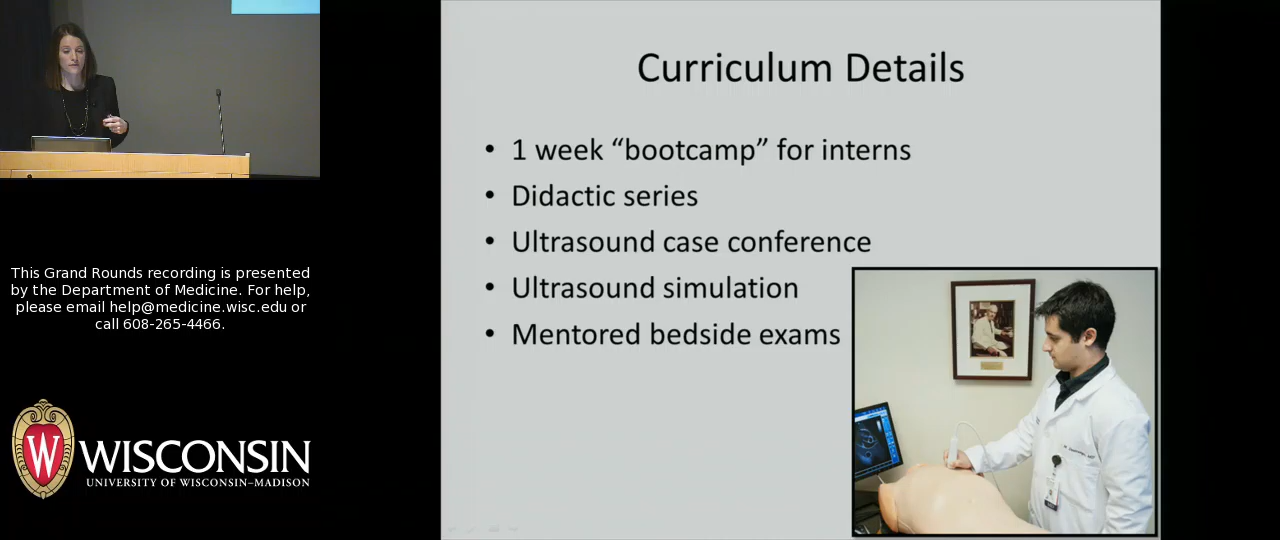 Curriculum Details
• 1 week “bootcamp” for interns
• Didactic series
• Ultrasound case conference
• Ultrasound simulation
• Mentored bedside exams
This Grand Rounds recording is presented
by the Department of Medicine. For help,
please email help@medicine.wisc.edu or
call 608-265-4466.
W
WISCONSIN
UNIVERSITY OF WISCONSIN–MADISON